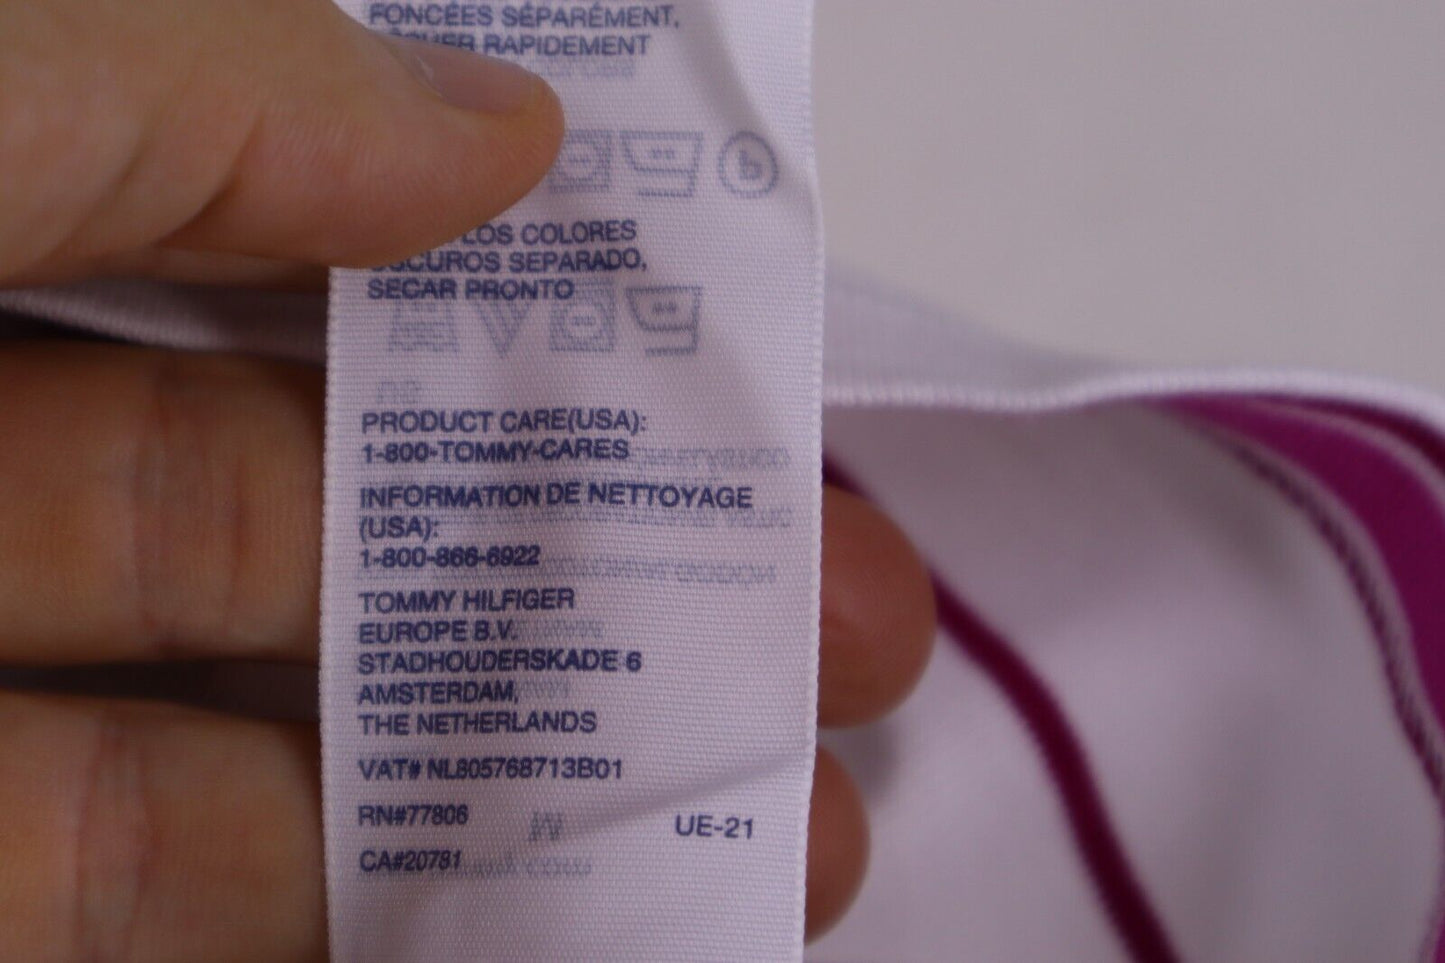 FONCÉES SÉPARÉMENT,
RAPIDEMENT
LOS COLORES
OSCUROS SEPARADO,
SECAR PRONTO
PRODUCT CARE(USA):
1-800-TOMMY-CARES
INFORMATION DE NETTOYAGE
(USA):
1-800-866-6922
TOMMY HILFIGER
EUROPE B.V.
STADHOUDERSKADE 6
AMSTERDAM,
THE NETHERLANDS
VAT# NL805768713B01
RN#77806
UE-21
CA#20781